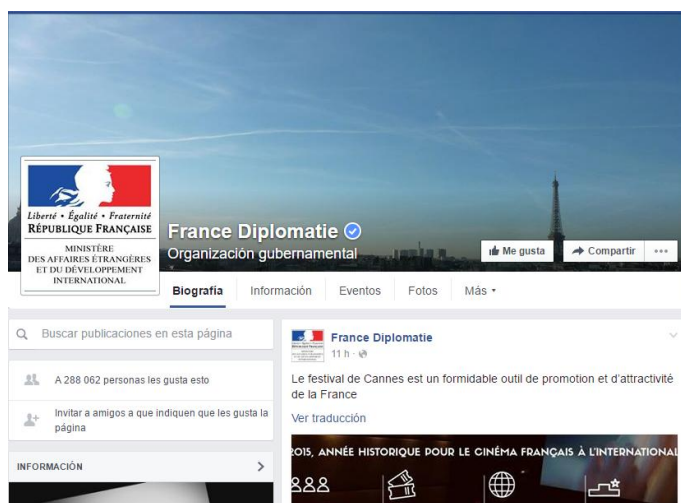 Liberté • Égalité • Fraternité
RÉPUBLIQUE FRANÇAISE
MINISTÈRE
DES AFFAIRES ÉTRANGÈRES
ET DU DÉVELOPPEMENT
INTERNATIONAL
France Diplomatie
Organización gubernamental
Me gusta
Compartir
Biografía
Información
Eventos
Fotos
Más
Buscar publicaciones en esta página
A 288 062 personas les gusta esto
Invitar a amigos a que indiquen que les gusta la
página
INFORMACIÓN
France Diplomatie
11 h
Le festival de Cannes est un formidable outil de promotion et d'attractivité
de la France
Ver traducción
2015, ANNÉE HISTORIQUE POUR LE CINÉMA FRANÇAIS À L'INTERNATIONAL